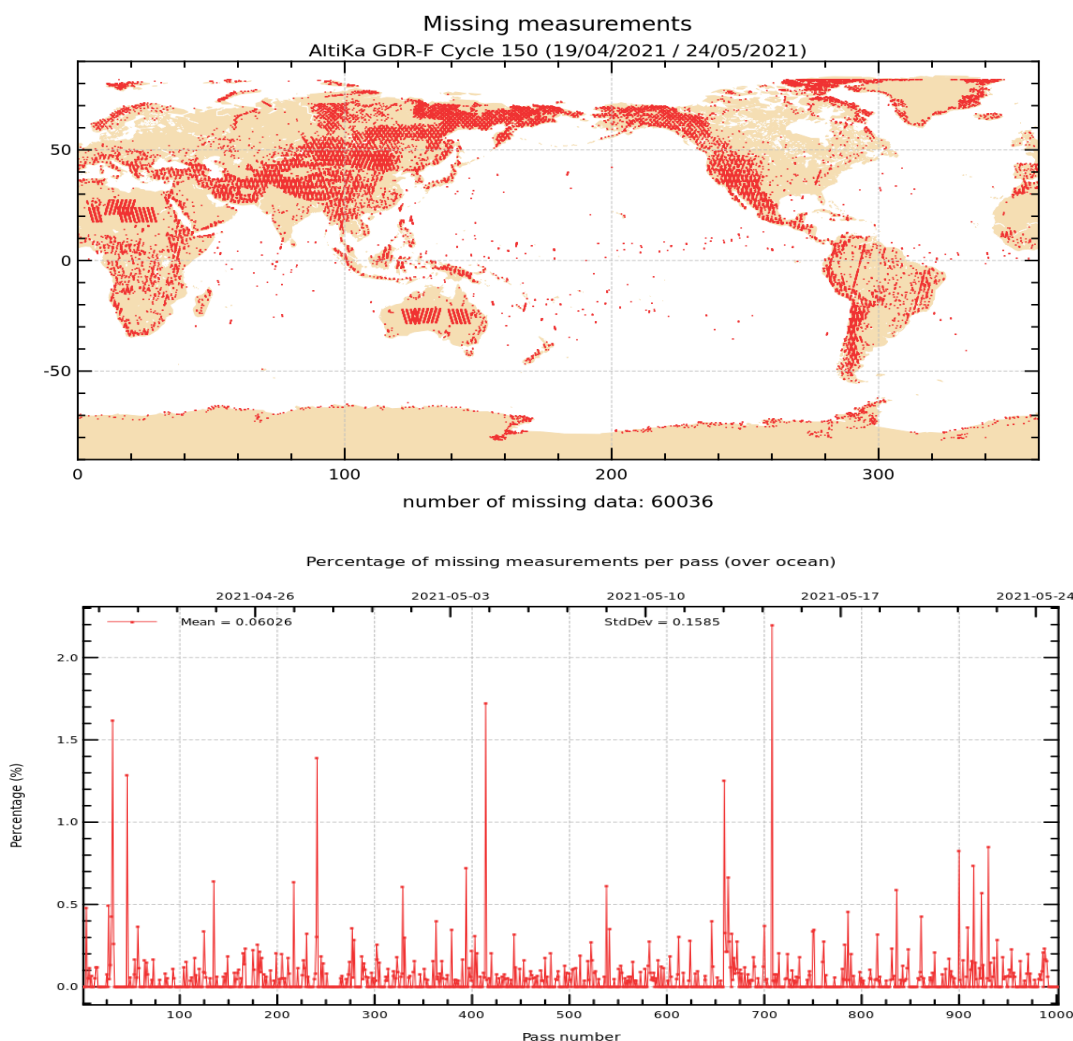 Missing measurements
AltiKa GDR-F Cycle 150 (19/04/2021 / 24/05/2021)
50
0
-50
0 100 200 300
number of missing data: 60036
Percentage of missing measurements per pass (over ocean)
2021-04-26 2021-05-03 2021-05-10 2021-05-17 2021-05-24
Mean = 0.06026 StdDev = 0.1585
2.0
1.5
1.0
0.5
0.0
Percentage (%)
100 200 300 400 500 600 700 800 900 1000
Pass number